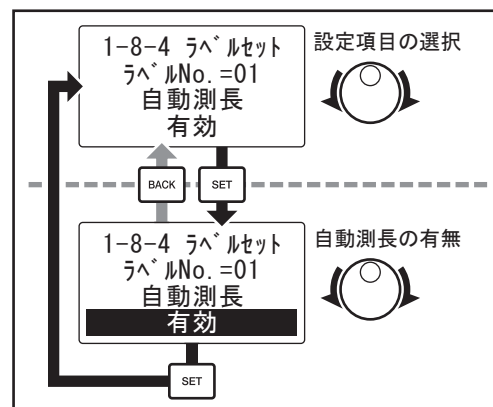 1-8-4 ﾗﾍﾞﾙｾｯﾄ
ﾗﾍﾞﾙNo.=01
自動測長
有効
設定項目の選択
BACK
SET
1-8-4 ﾗﾍﾞﾙｾｯﾄ
ﾗﾍﾞﾙNo.=01
自動測長
有効
自動測長の有無
SET